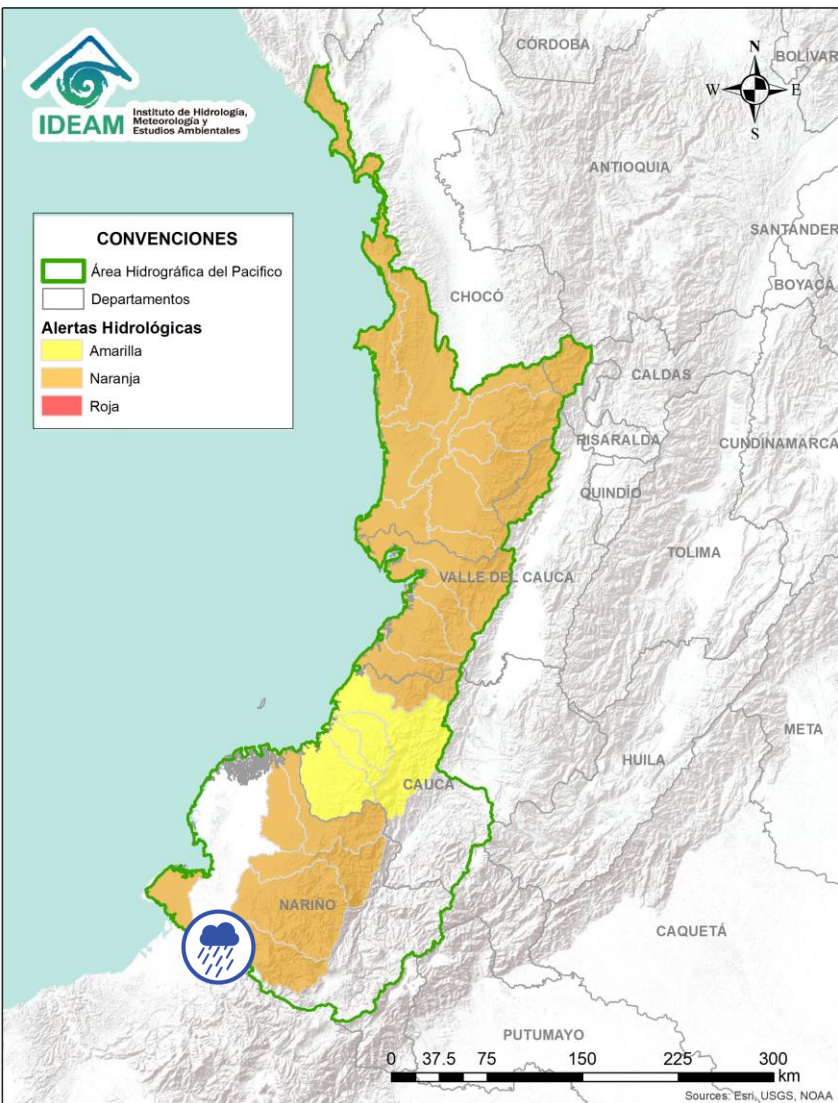 IDEAM
Instituto de Hidrología,
Meteorología y
Estudios Ambientales
CONVENCIONES
Área Hidrográfica del Pacifico
Departamentos
Alertas Hidrológicas
Amarilla
Naranja
Roja
N
W
E
S
CÓRDOBA
BOLÍVAR
ANTIOQUIA
SANTANDER
BOYACÁ
CHOCÓ
CALDAS
RISARALDA
CUNDINAMARCA
QUINDÍO
TOLIMA
VALLE DEL CAUCA
META
HUILA
CAUCA
NARIÑO
CAQUETÁ
PUTUMAYO
0 37.5 75 150 225 300
km
Sources: Esri, USGS, NOAA